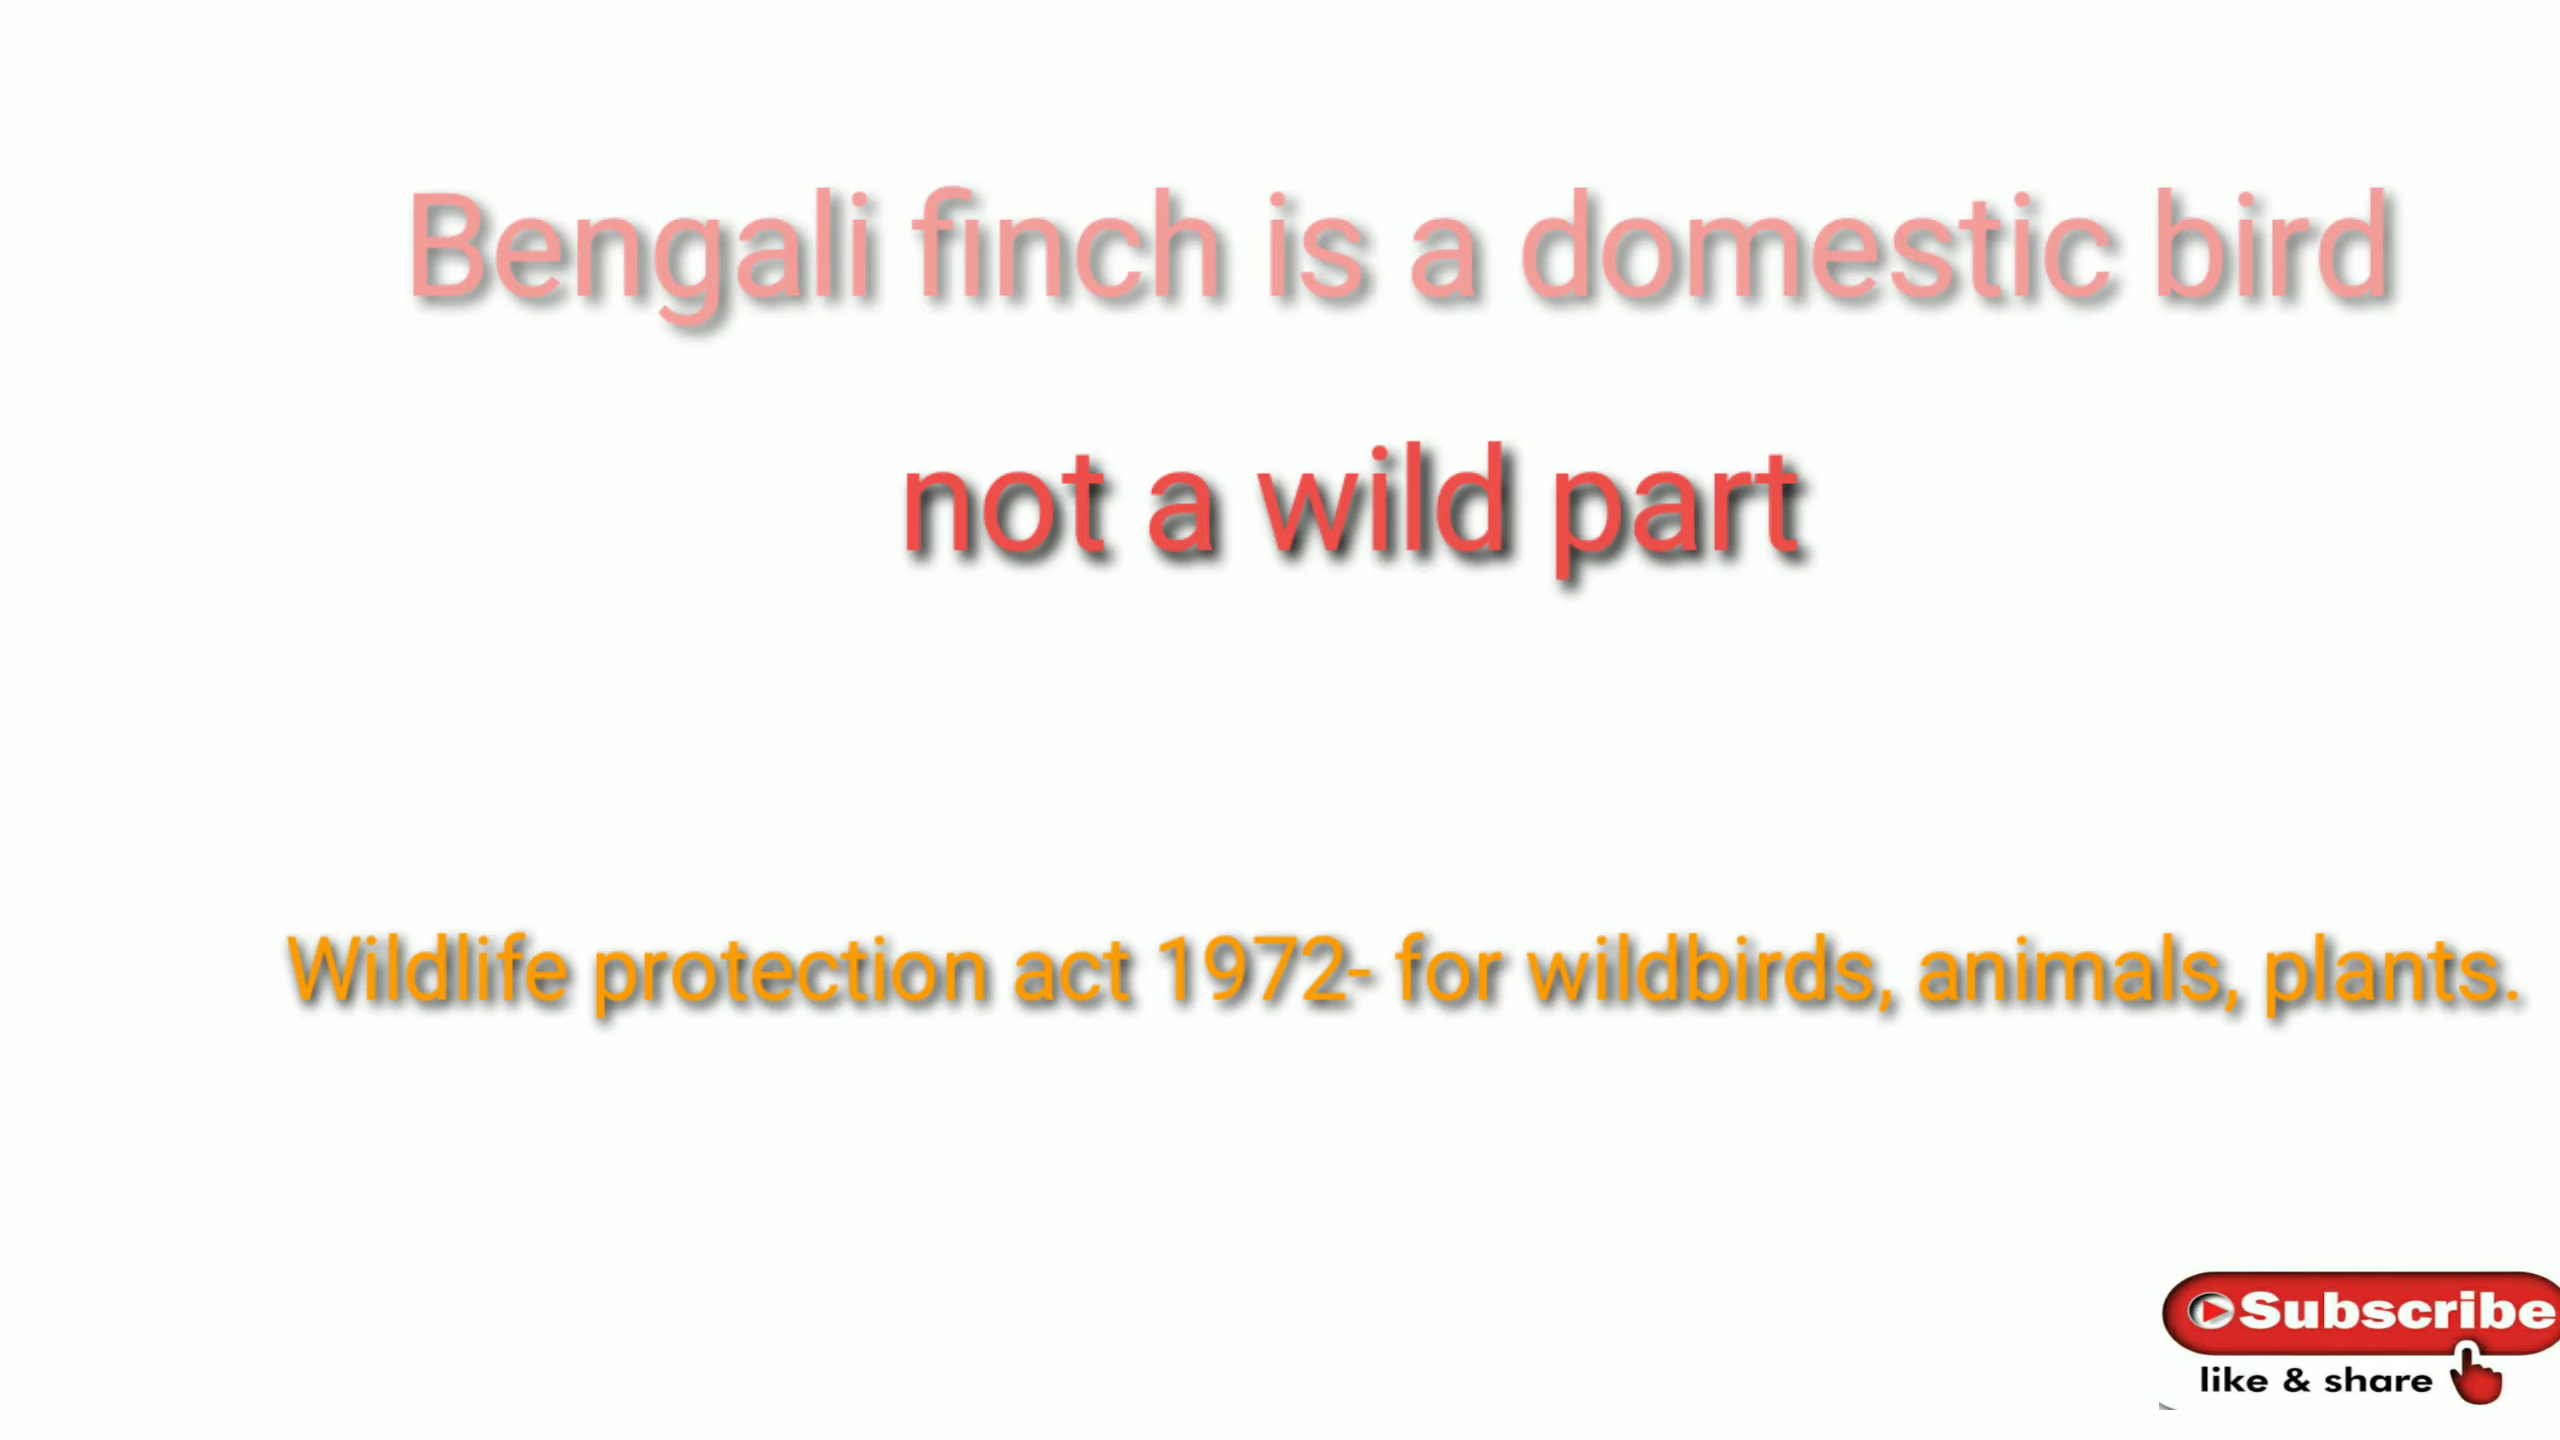 Bengali finch is a domestic bird
not a wild part
Wildlife protection act 1972- for wildbirds, animals, plants.
Subscribe
like & share